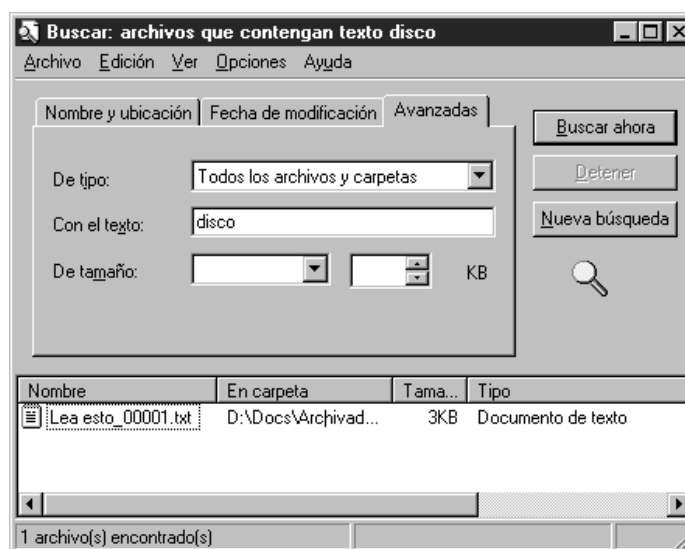 Buscar: archivos que contengan texto disco
Archivo Edición Ver Opciones Ayuda
Nombre y ubicación Fecha de modificación Avanzadas
Buscar ahora
De tipo: Todos los archivos y carpetas
Detener
Con el texto: disco
Nueva búsqueda
De tamaño: KB
Nombre En carpeta Tama... Tipo
Lea esto_00001.txt D:\Docs\Archivad... 3KB Documento de texto
1 archivo(s) encontrado(s)